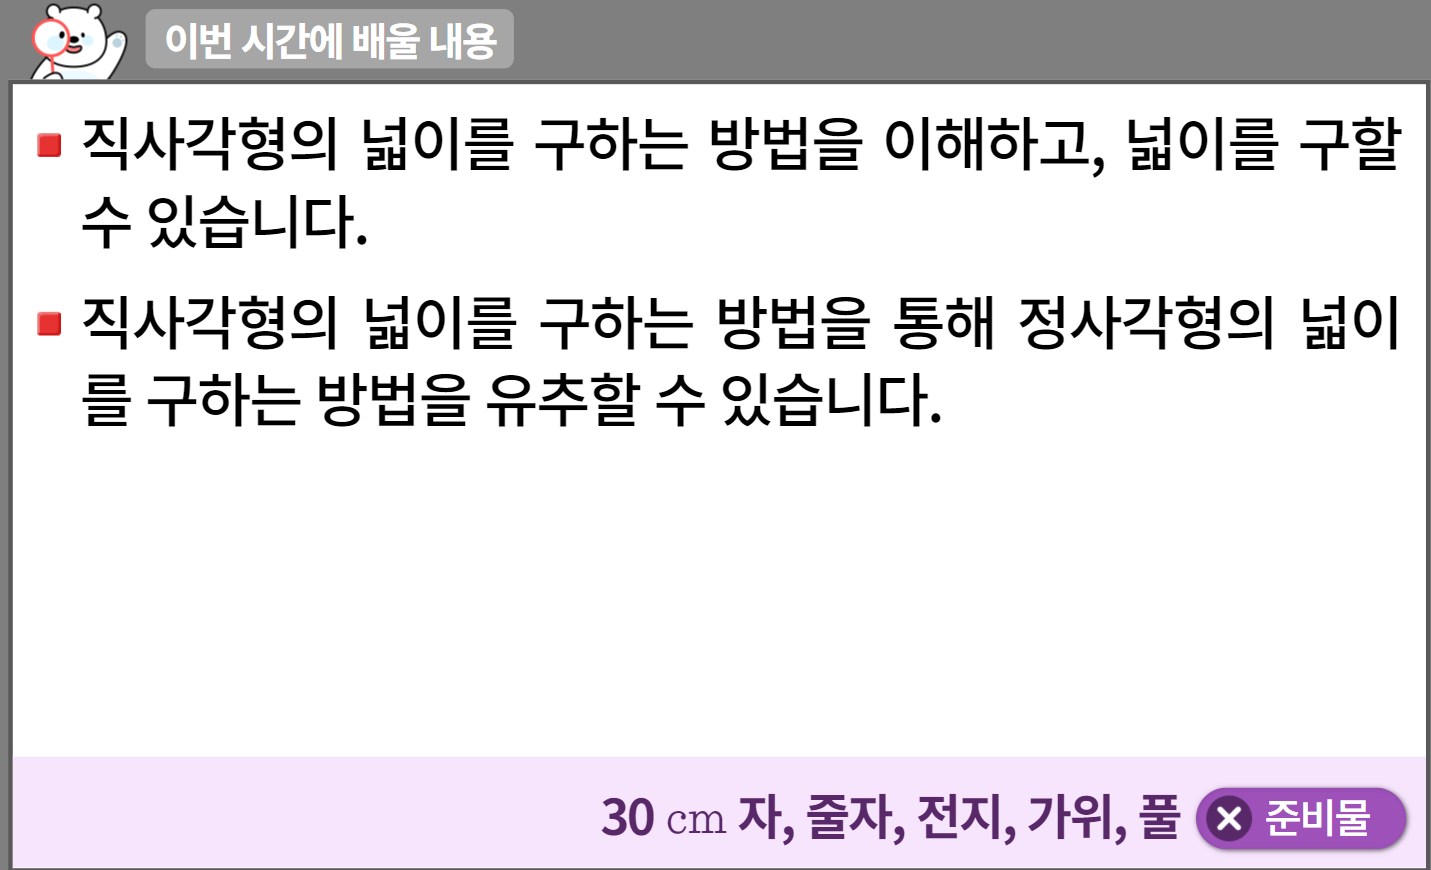 이번 시간에 배울 내용
직사각형의 넓이를 구하는 방법을 이해하고, 넓이를 구할
수 있습니다.
직사각형의 넓이를 구하는 방법을 통해 정사각형의 넓이
를 구하는 방법을 유추할 수 있습니다.
30 cm 자, 줄자, 전지, 가위, 풀 준비물